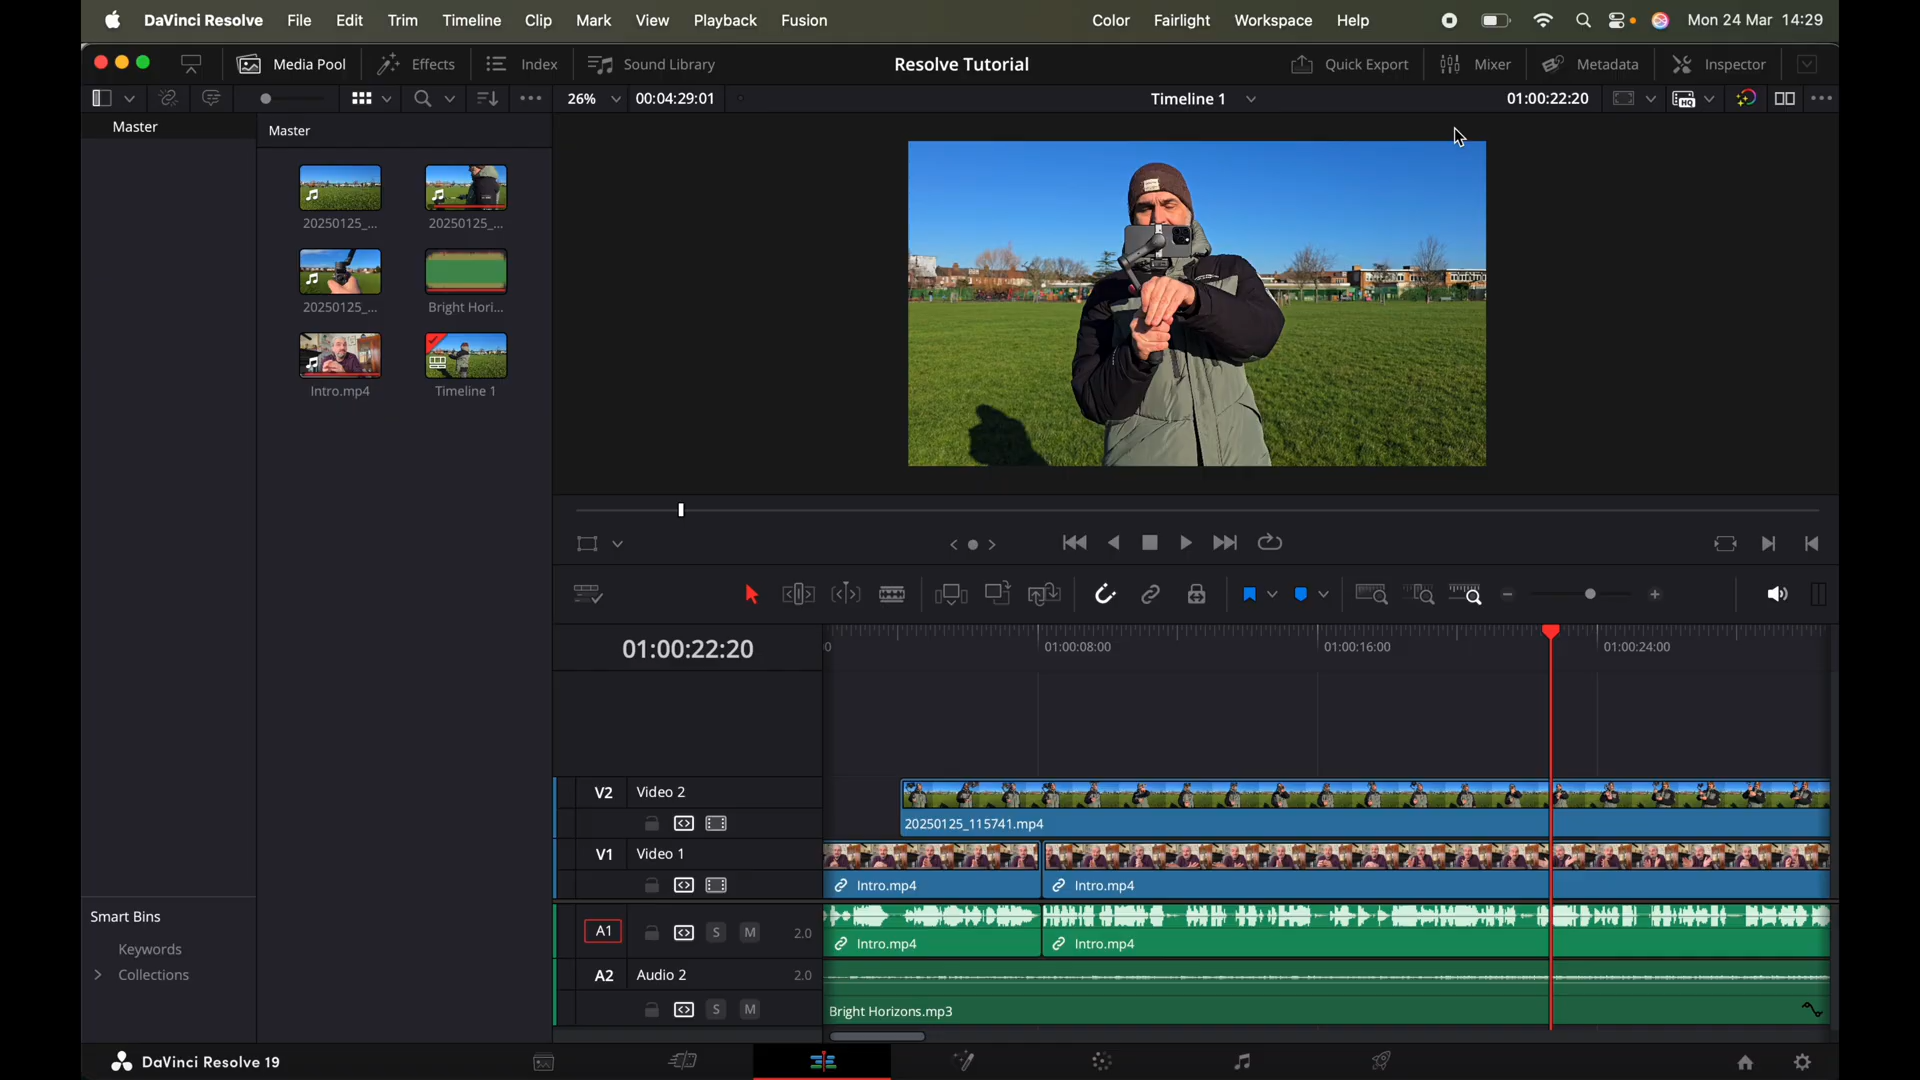 DaVinci Resolve File Edit Trim Timeline Clip Mark View Playback Fusion Color Fairlight Workspace Help Mon 24 Mar 14:29
Media Pool Effects Index Sound Library Resolve Tutorial Quick Export Mixer Metadata Inspector
26% 00:04:29:01 Timeline 1 01:00:22:20 HQ
Master
Master
20250125_... 20250125_...
20250125_... Bright Hori...
Intro.mp4 Timeline 1
01:00:22:20 01:00:08:00 01:00:16:00 01:00:24:00
V2 Video 2
20250125_115741.mp4
V1 Video 1
Intro.mp4 Intro.mp4
A1 S M 2.0
Intro.mp4 Intro.mp4
A2 Audio 2 2.0
S M
Bright Horizons.mp3
Smart Bins
Keywords
Collections
DaVinci Resolve 19